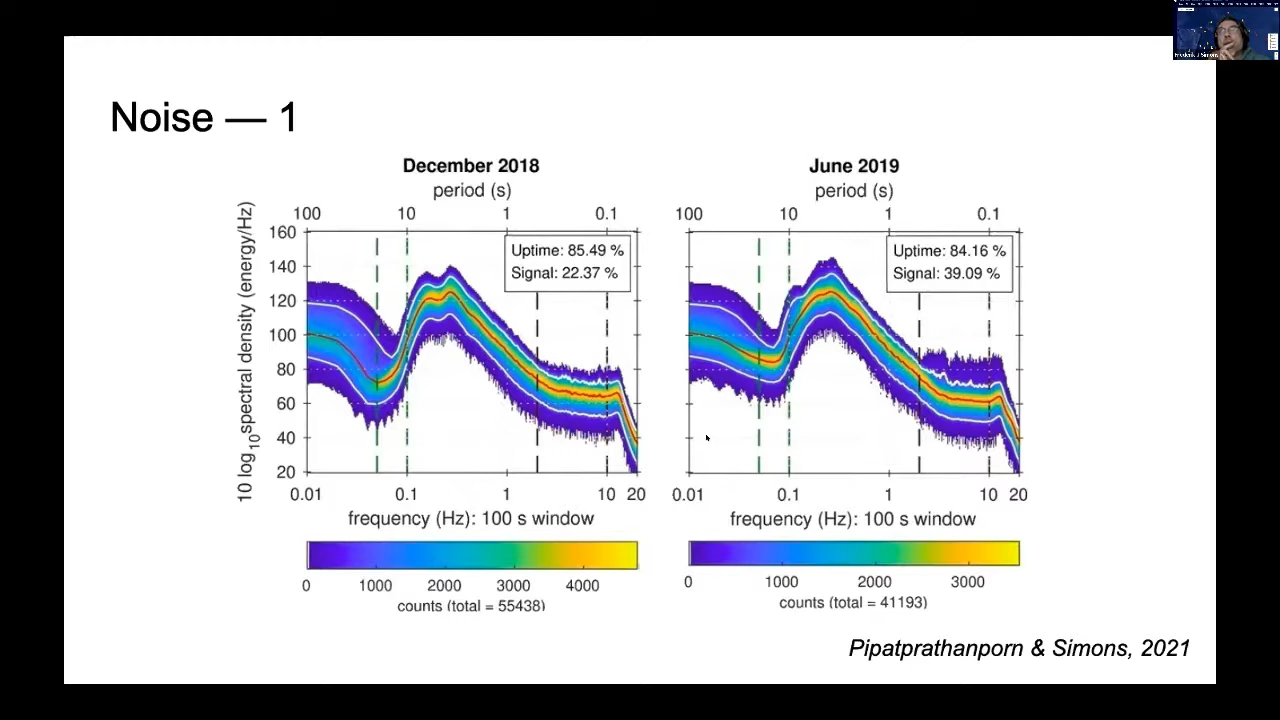 Noise — 1
December 2018
period (s)
100 10 1 0.1
Uptime: 85.49 %
Signal: 22.37 %
10 log10spectral density (energy/Hz)
160
140
120
100
80
60
40
20
0.01 0.1 1 10 20
frequency (Hz): 100 s window
0 1000 2000 3000 4000
counts (total = 55438)
June 2019
period (s)
100 10 1 0.1
Uptime: 84.16 %
Signal: 39.09 %
0.01 0.1 1 10 20
frequency (Hz): 100 s window
0 1000 2000 3000
counts (total = 41193)
Pipatprathanporn & Simons, 2021
Frederik J Simons